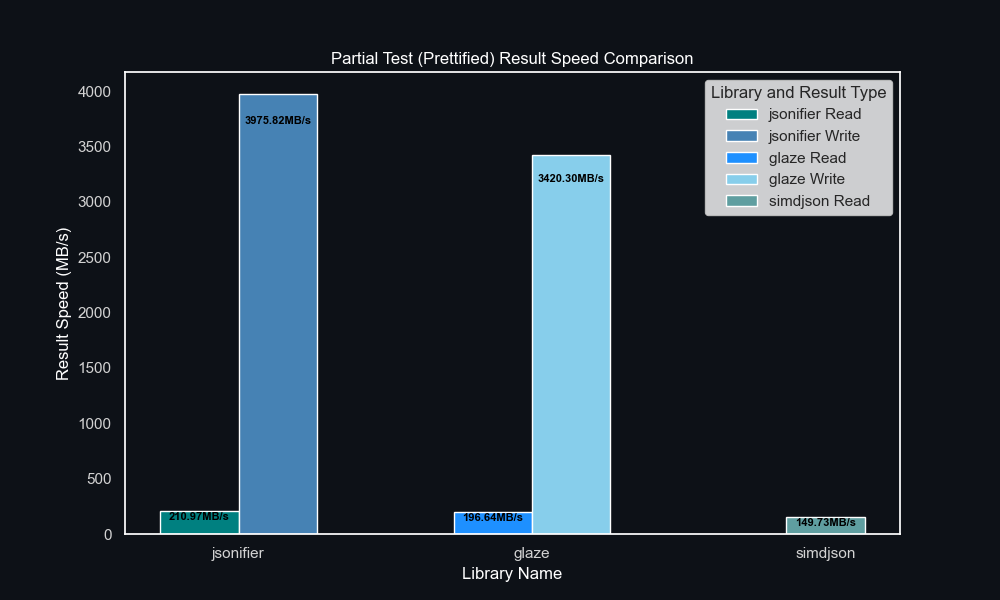 Partial Test (Prettified) Result Speed Comparison
Library and Result Type
jsonifier Read
jsonifier Write
glaze Read
glaze Write
simdjson Read
Result Speed (MB/s)
4000
3500
3000
2500
2000
1500
1000
500
0
3975.82MB/s
3420.30MB/s
210.97MB/s
196.64MB/s
149.73MB/s
jsonifier
glaze
simdjson
Library Name